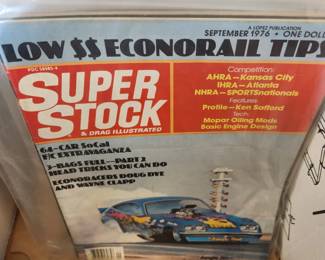 A LOPEZ PUBLICATION
SEPTEMBER 1976 • ONE DOL
LOW $$ ECONORAIL TIPS
SUPER STOCK
& DRAG ILLUSTRATED
Competition:
AHRA—Kansas City
IHRA—Atlanta
NHRA—SPORTSnationals
Features:
Profile—Ken Safford
Tech:
Mopar Oiling Mods
Basic Engine Design
64-CAR SoCal
F/C EXTRAVAGANZA
3-BAGS FULL—PART 3
HEAD TRICKS YOU CAN DO
ECONORACERS DOUG DYE
AND WAYNE CLAPP